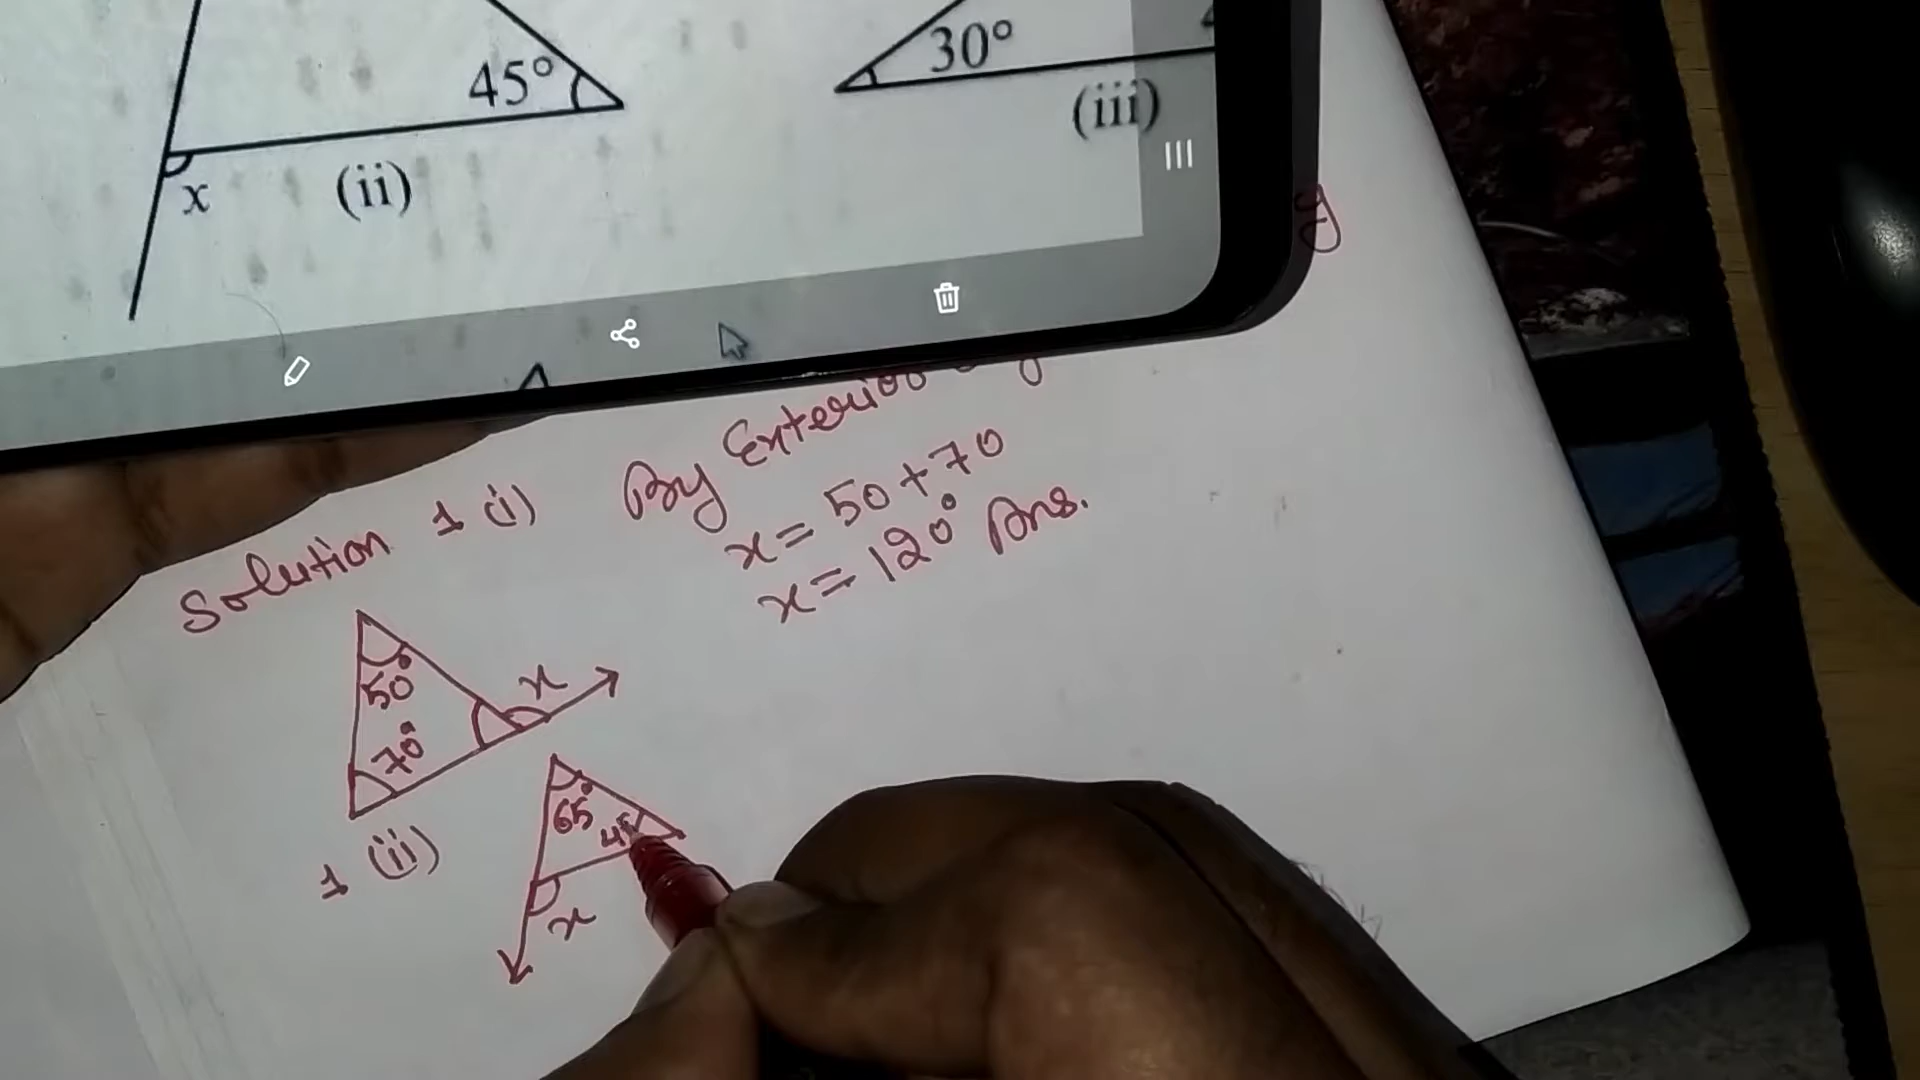 45°
30°
x
(ii)
(iii)
Solution 1 (i) By Exterior
x = 50 + 70
x = 120° Ans.
50°
70°
x
1 (ii)
65°
x
y